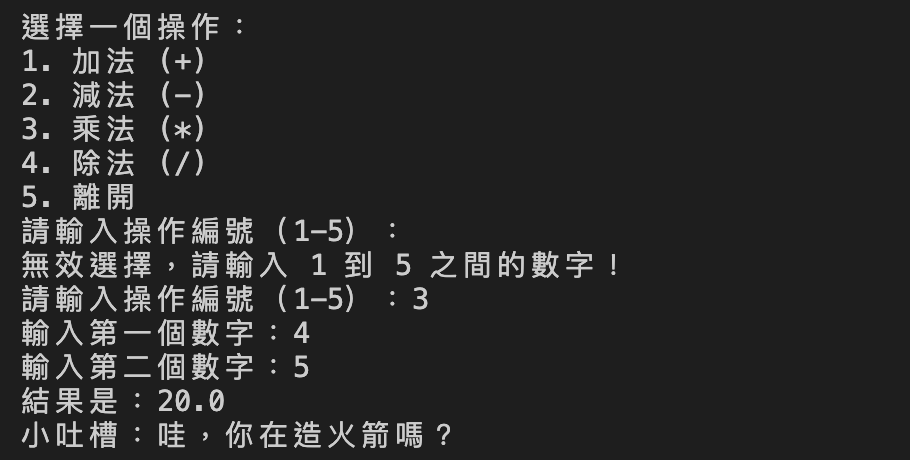 選擇一個操作：
1. 加法 (+)
2. 減法 (-)
3. 乘法 (*)
4. 除法 (/)
5. 離開
請輸入操作編號（1-5）：
無效選擇，請輸入 1 到 5 之間的數字！
請輸入操作編號（1-5）：3
輸入第一個數字：4
輸入第二個數字：5
結果是：20.0
小吐槽：哇，你在造火箭嗎？